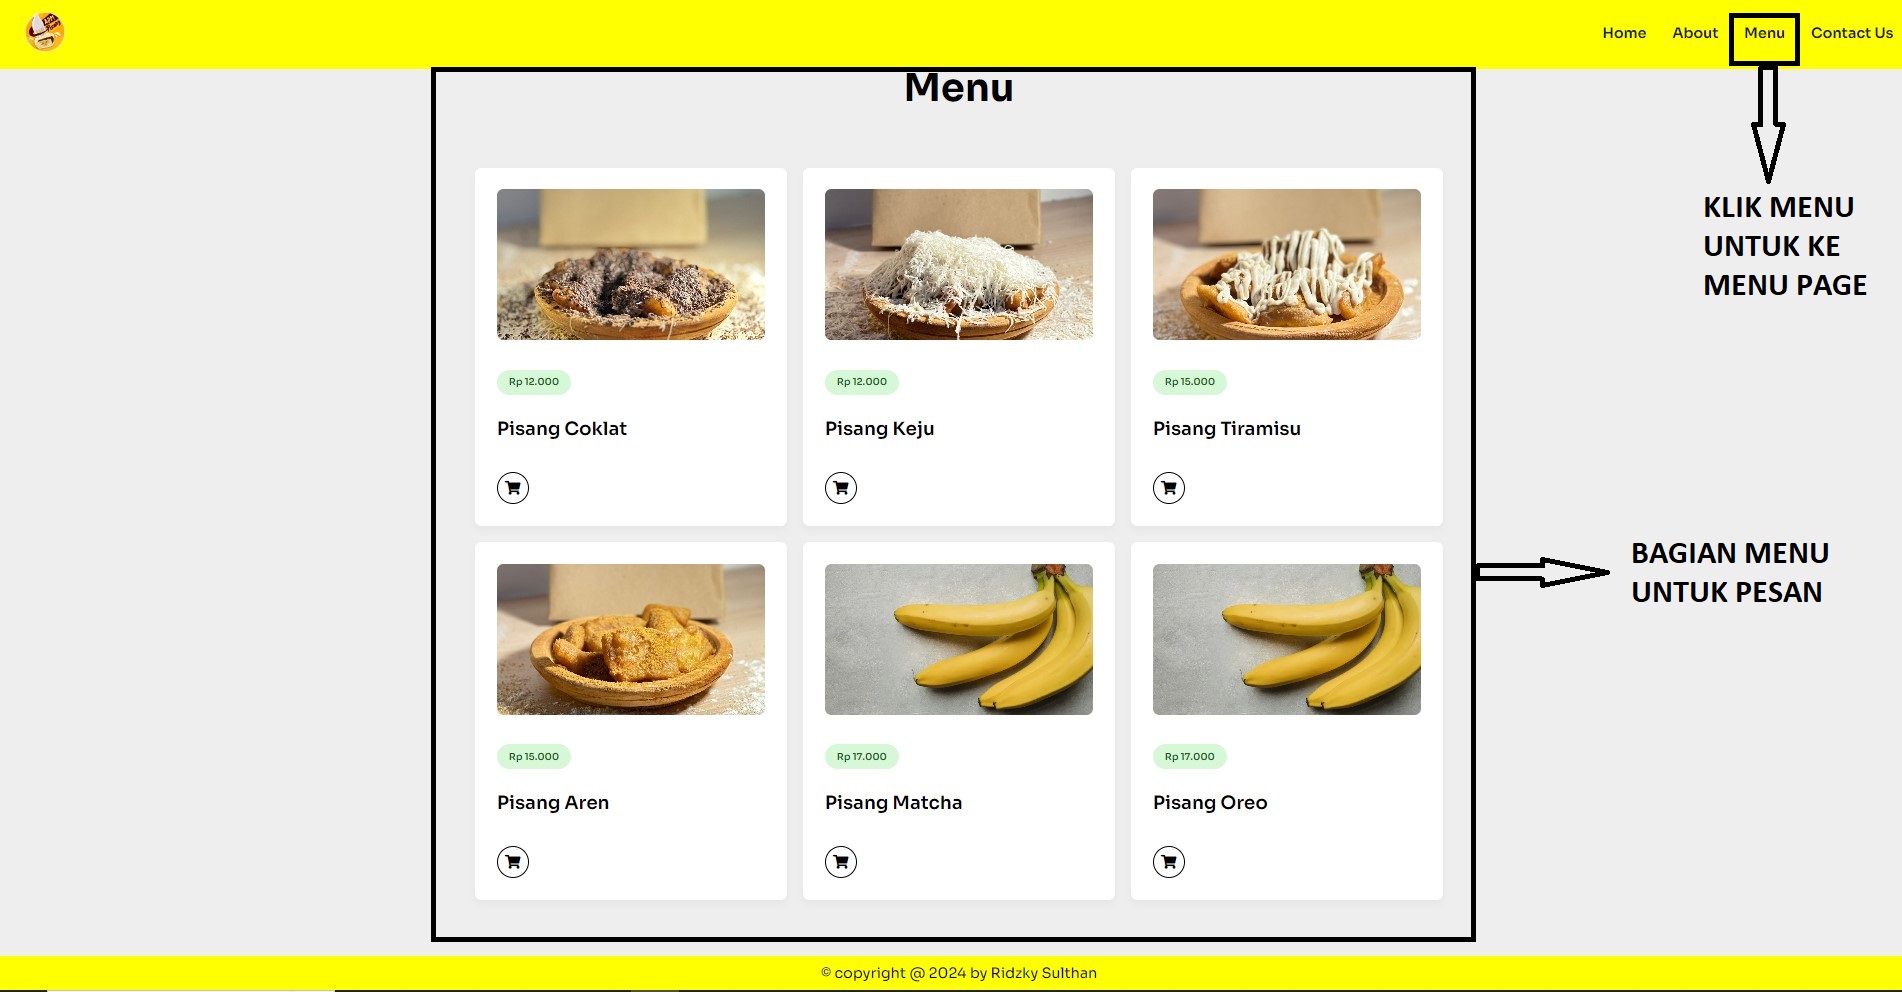 Home About Menu Contact Us
Menu
KLIK MENU
UNTUK KE
MENU PAGE
Rp 12.000
Pisang Coklat
Rp 12.000
Pisang Keju
Rp 15.000
Pisang Tiramisu
BAGIAN MENU
UNTUK PESAN
Rp 15.000
Pisang Aren
Rp 17.000
Pisang Matcha
Rp 17.000
Pisang Oreo
© copyright @ 2024 by Ridzky Sulthan